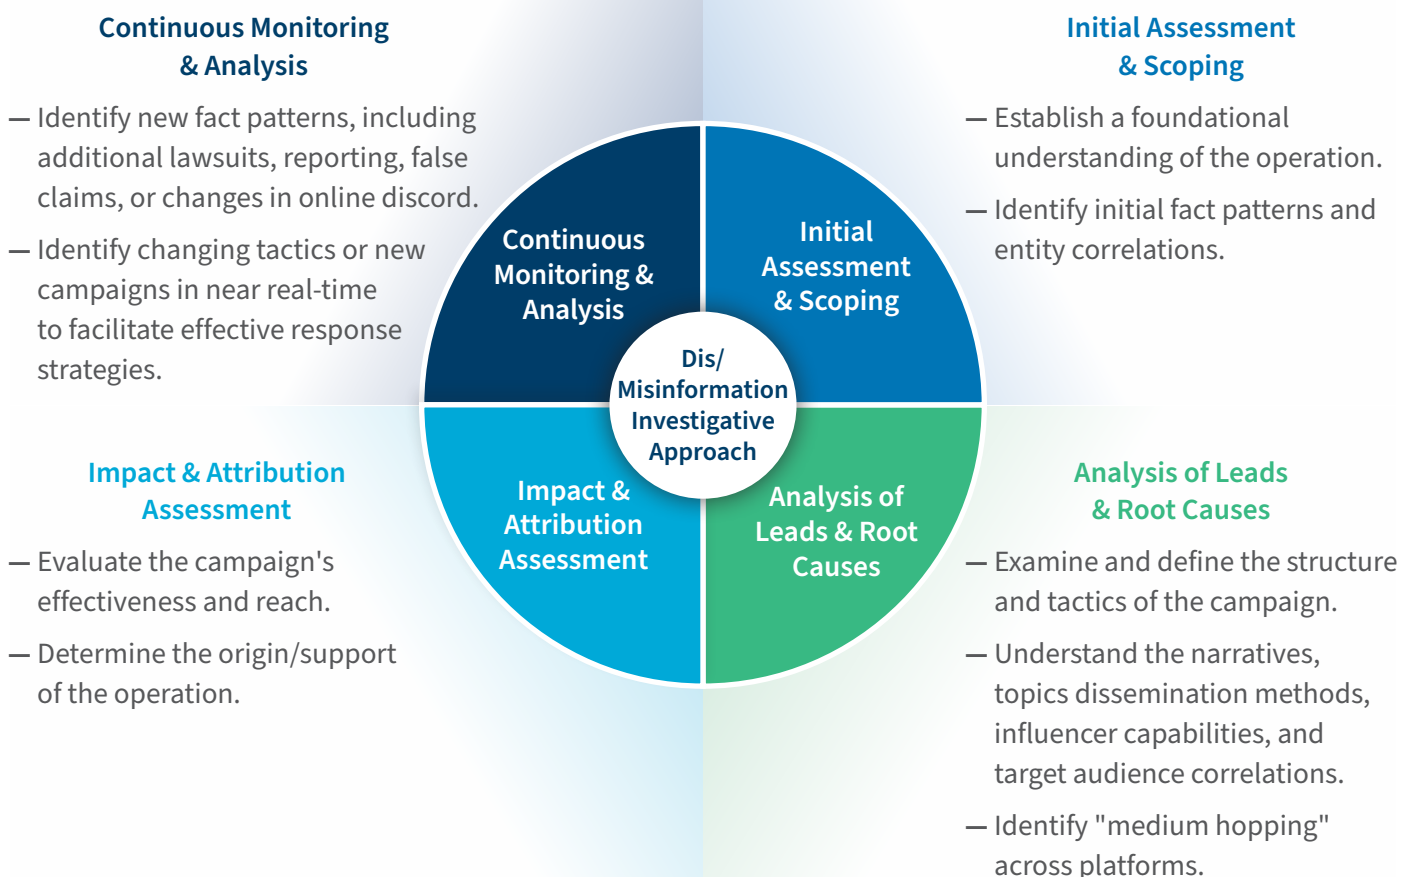 Continuous Monitoring
& Analysis
— Identify new fact patterns, including
additional lawsuits, reporting, false
claims, or changes in online discord.
— Identify changing tactics or new
campaigns in near real-time
to facilitate effective response
strategies.
Initial Assessment
& Scoping
— Establish a foundational
understanding of the operation.
— Identify initial fact patterns and
entity correlations.
Continuous
Monitoring &
Analysis
Initial
Assessment
& Scoping
Dis/
Misinformation
Investigative
Approach
Impact &
Attribution
Assessment
Analysis of
Leads & Root
Causes
Impact & Attribution
Assessment
— Evaluate the campaign's
effectiveness and reach.
— Determine the origin/support
of the operation.
Analysis of Leads
& Root Causes
— Examine and define the structure
and tactics of the campaign.
— Understand the narratives,
topics dissemination methods,
influencer capabilities, and
target audience correlations.
— Identify "medium hopping"
across platforms.